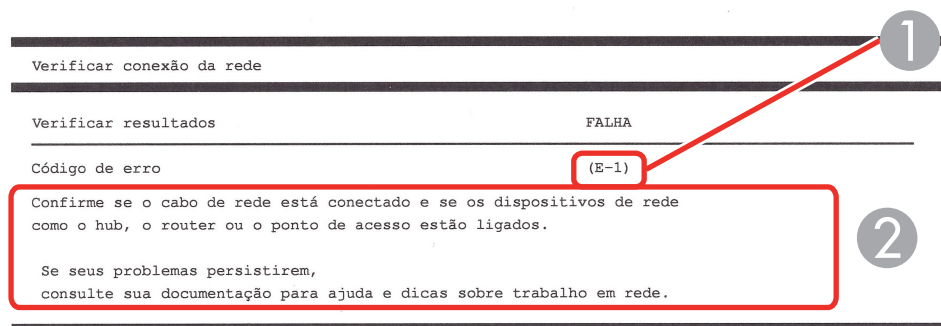 1
Verificar conexão da rede
Verificar resultados FALHA
Código de erro (E-1)
Confirme se o cabo de rede está conectado e se os dispositivos de rede
como o hub, o router ou o ponto de acesso estão ligados.
2
Se seus problemas persistirem,
consulte sua documentação para ajuda e dicas sobre trabalho em rede.